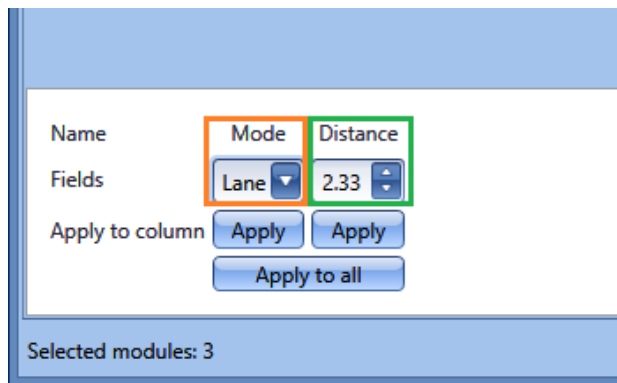 Name Mode Distance
Fields Lane 2.33
Apply to column Apply Apply
Apply to all
Selected modules: 3